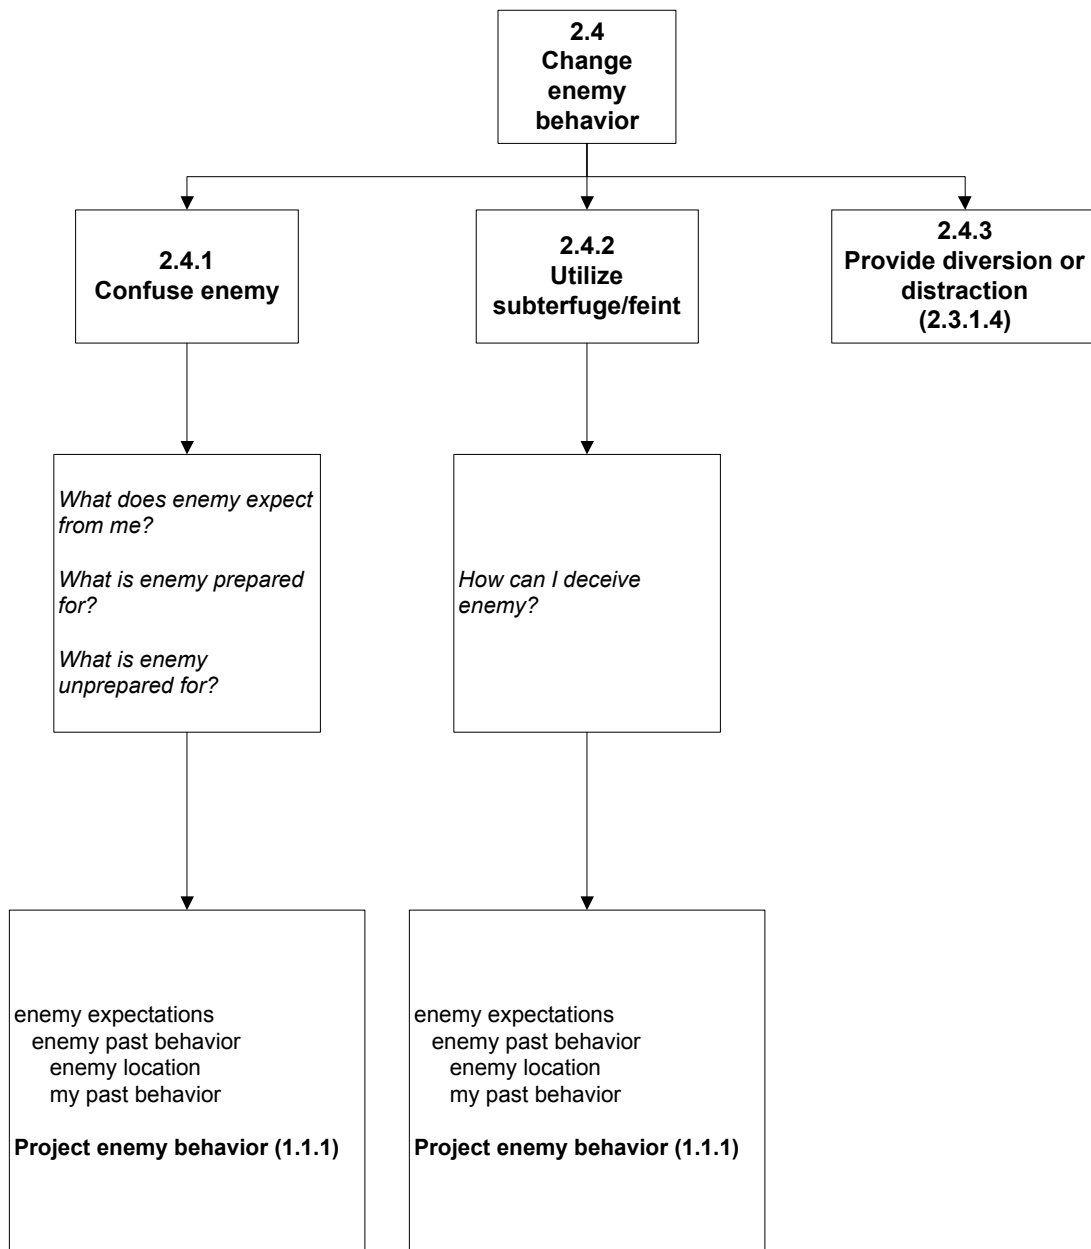 2.4
Change
enemy
behavior
2.4.1
Confuse enemy
2.4.2
Utilize
subterfuge/feint
2.4.3
Provide diversion or
distraction
(2.3.1.4)
What does enemy expect
from me?
What is enemy prepared
for?
What is enemy
unprepared for?
How can I deceive
enemy?
enemy expectations
enemy past behavior
enemy location
my past behavior
Project enemy behavior (1.1.1)
enemy expectations
enemy past behavior
enemy location
my past behavior
Project enemy behavior (1.1.1)